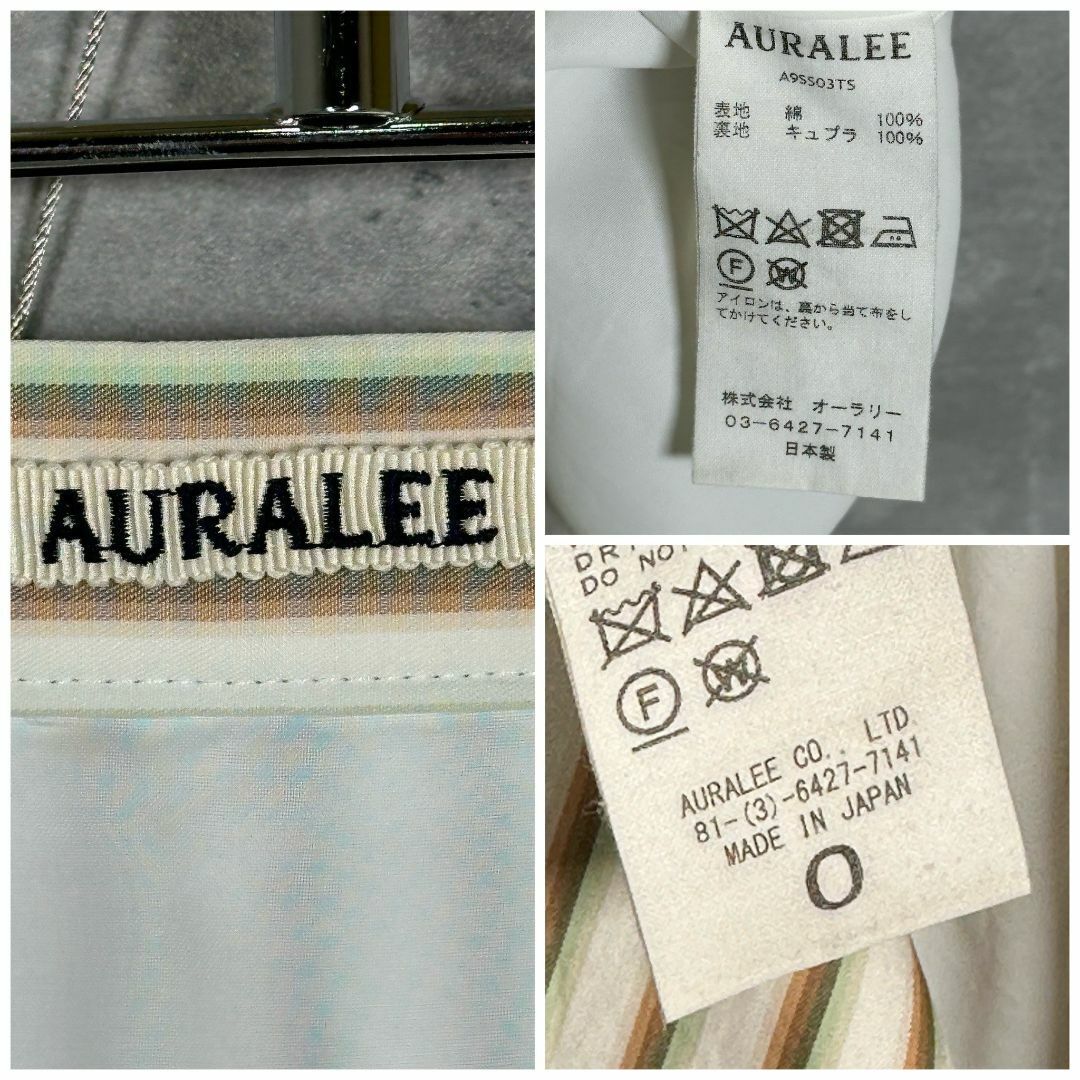 AURALEE
AURALEE
A9SS03TS
表地 綿 100%
裏地 キュプラ 100%
F
W
アイロンは、裏から当て布をし
てかけてください。
株式会社 オーラリー
03-6427-7141
日本製
DO NOT
F
W
AURALEE CO., LTD.
81-(3)-6427-7141
MADE IN JAPAN
0